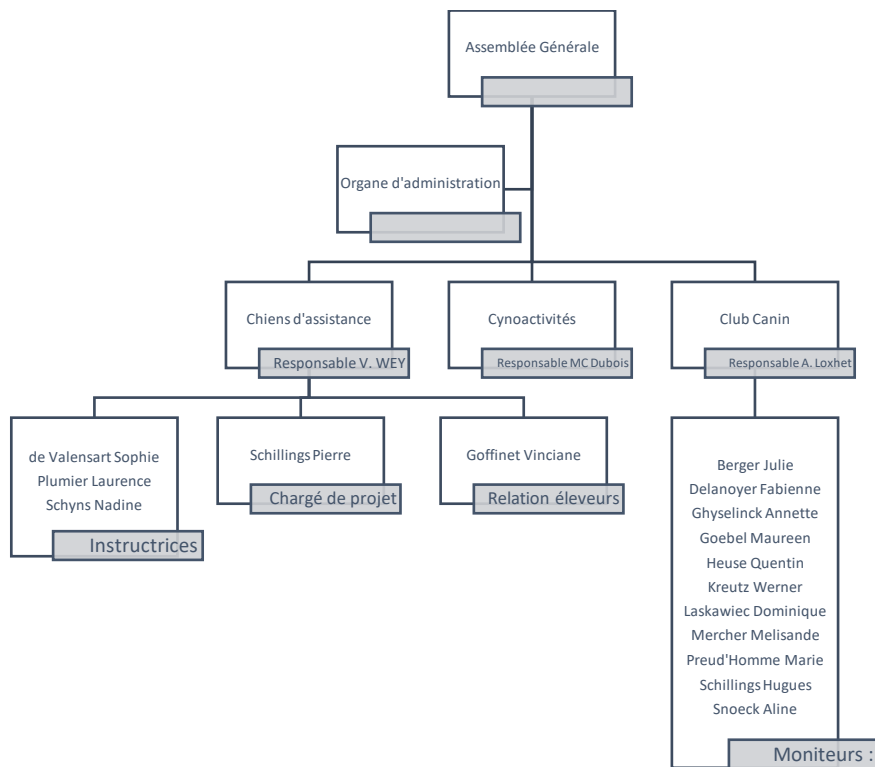 Assemblée Générale
Organe d'administration
Chiens d'assistance
Responsable V. WEY
Cynoactivités
Responsable MC Dubois
Club Canin
Responsable A. Loxhet
de Valensart Sophie
Plumier Laurence
Schyns Nadine
Instructrices
Schillings Pierre
Chargé de projet
Goffinet Vinciane
Relation éleveurs
Berger Julie
Delanoyer Fabienne
Ghyselinck Annette
Goebel Maureen
Heuse Quentin
Kreutz Werner
Laskawiec Dominique
Mercher Melisande
Preud'Homme Marie
Schillings Hugues
Snoeck Aline
Moniteurs :